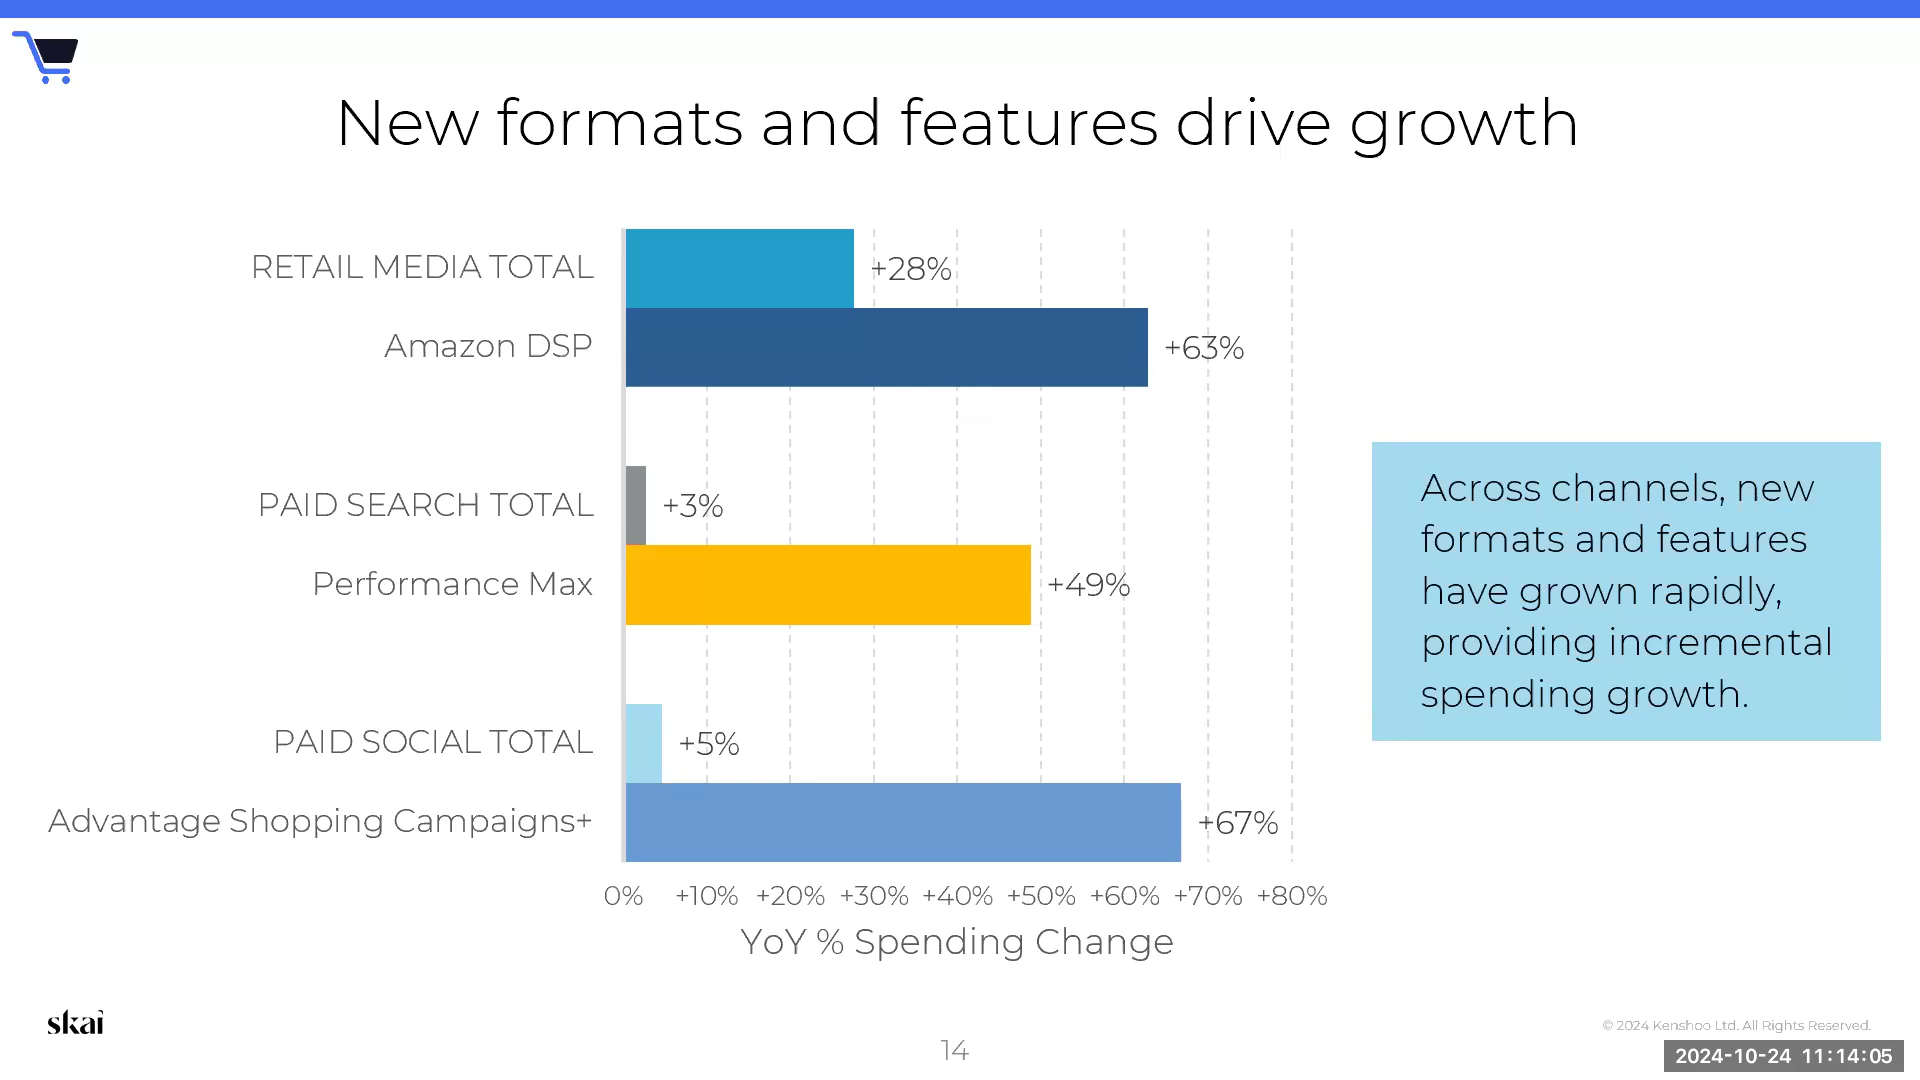 New formats and features drive growth
RETAIL MEDIA TOTAL
+28%
Amazon DSP
+63%
PAID SEARCH TOTAL
+3%
Performance Max
+49%
PAID SOCIAL TOTAL
+5%
Advantage Shopping Campaigns+
+67%
0% +10% +20% +30% +40% +50% +60% +70% +80%
YoY % Spending Change
Across channels, new
formats and features
have grown rapidly,
providing incremental
spending growth.
skai
14
© 2024 Kenshoo Ltd. All Rights Reserved.
2024-10-24 11:14:05